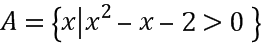 A = {x|x² − x − 2 > 0 }